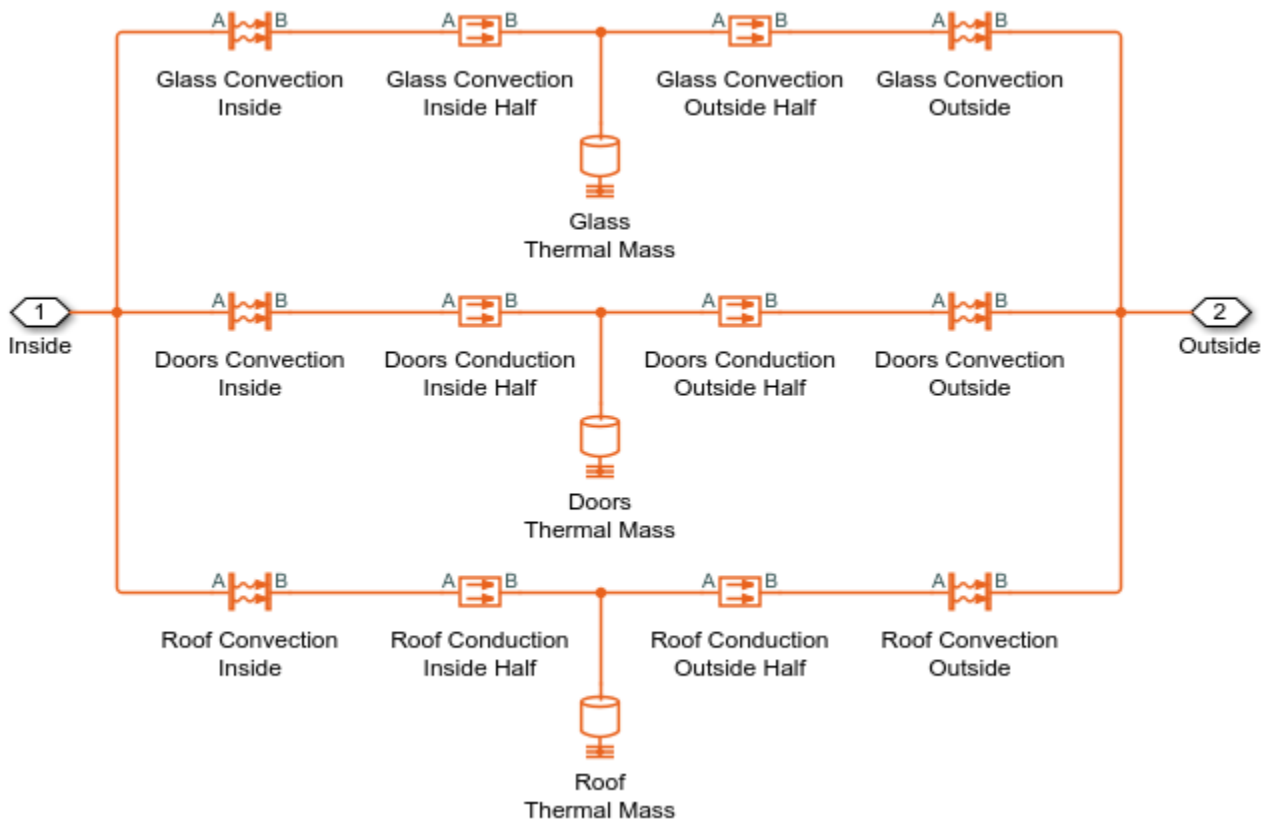 A B A B A B A B
Glass Convection Glass Convection Glass Convection Glass Convection
Inside Inside Half Outside Half Outside
Glass
Thermal Mass
1 A B A B A B A B 2
Inside Outside
Doors Convection Doors Conduction Doors Conduction Doors Convection
Inside Inside Half Outside Half Outside
Doors
Thermal Mass
A B A B A B A B
Roof Convection Roof Conduction Roof Conduction Roof Convection
Inside Inside Half Outside Half Outside
Roof
Thermal Mass